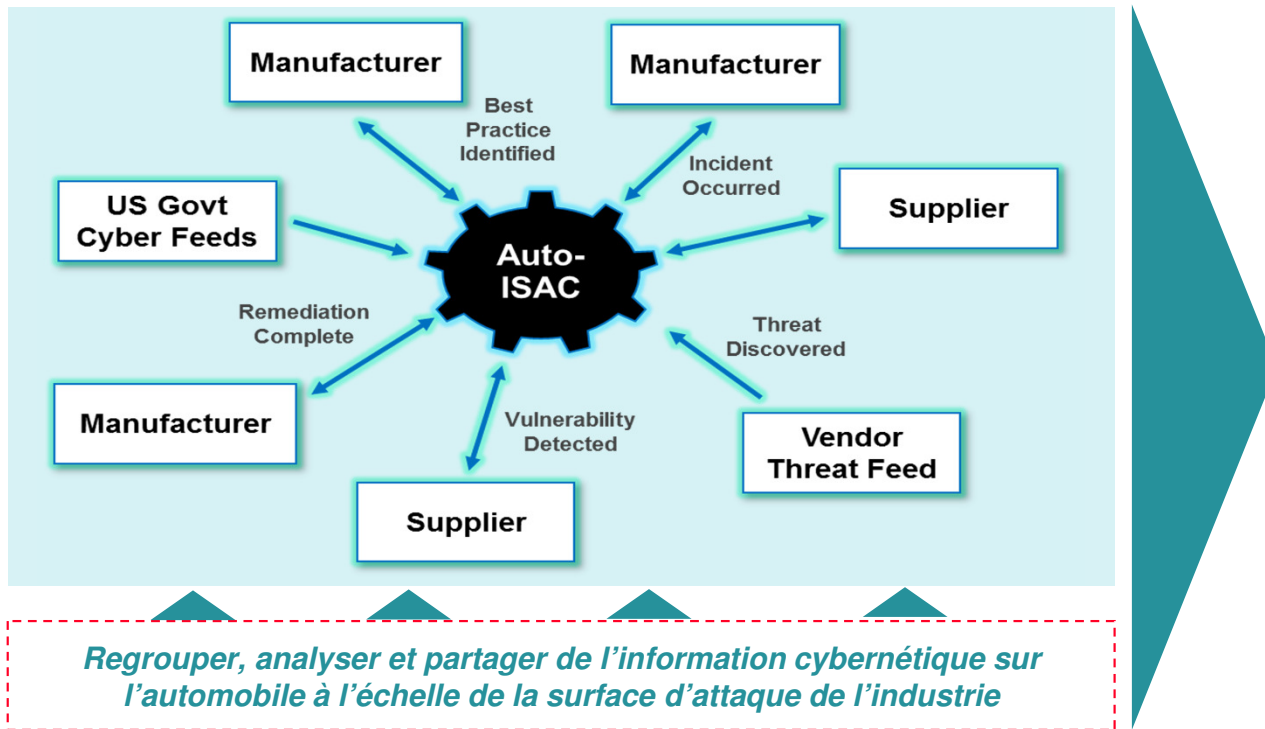 Manufacturer
Manufacturer
Best
Practice
Identified
Incident
Occurred
US Govt
Cyber Feeds
Supplier
Auto-
ISAC
Remediation
Complete
Threat
Discovered
Manufacturer
Vulnerability
Detected
Vendor
Threat Feed
Supplier
Regrouper, analyser et partager de l’information cybernétique sur
l’automobile à l’échelle de la surface d’attaque de l’industrie